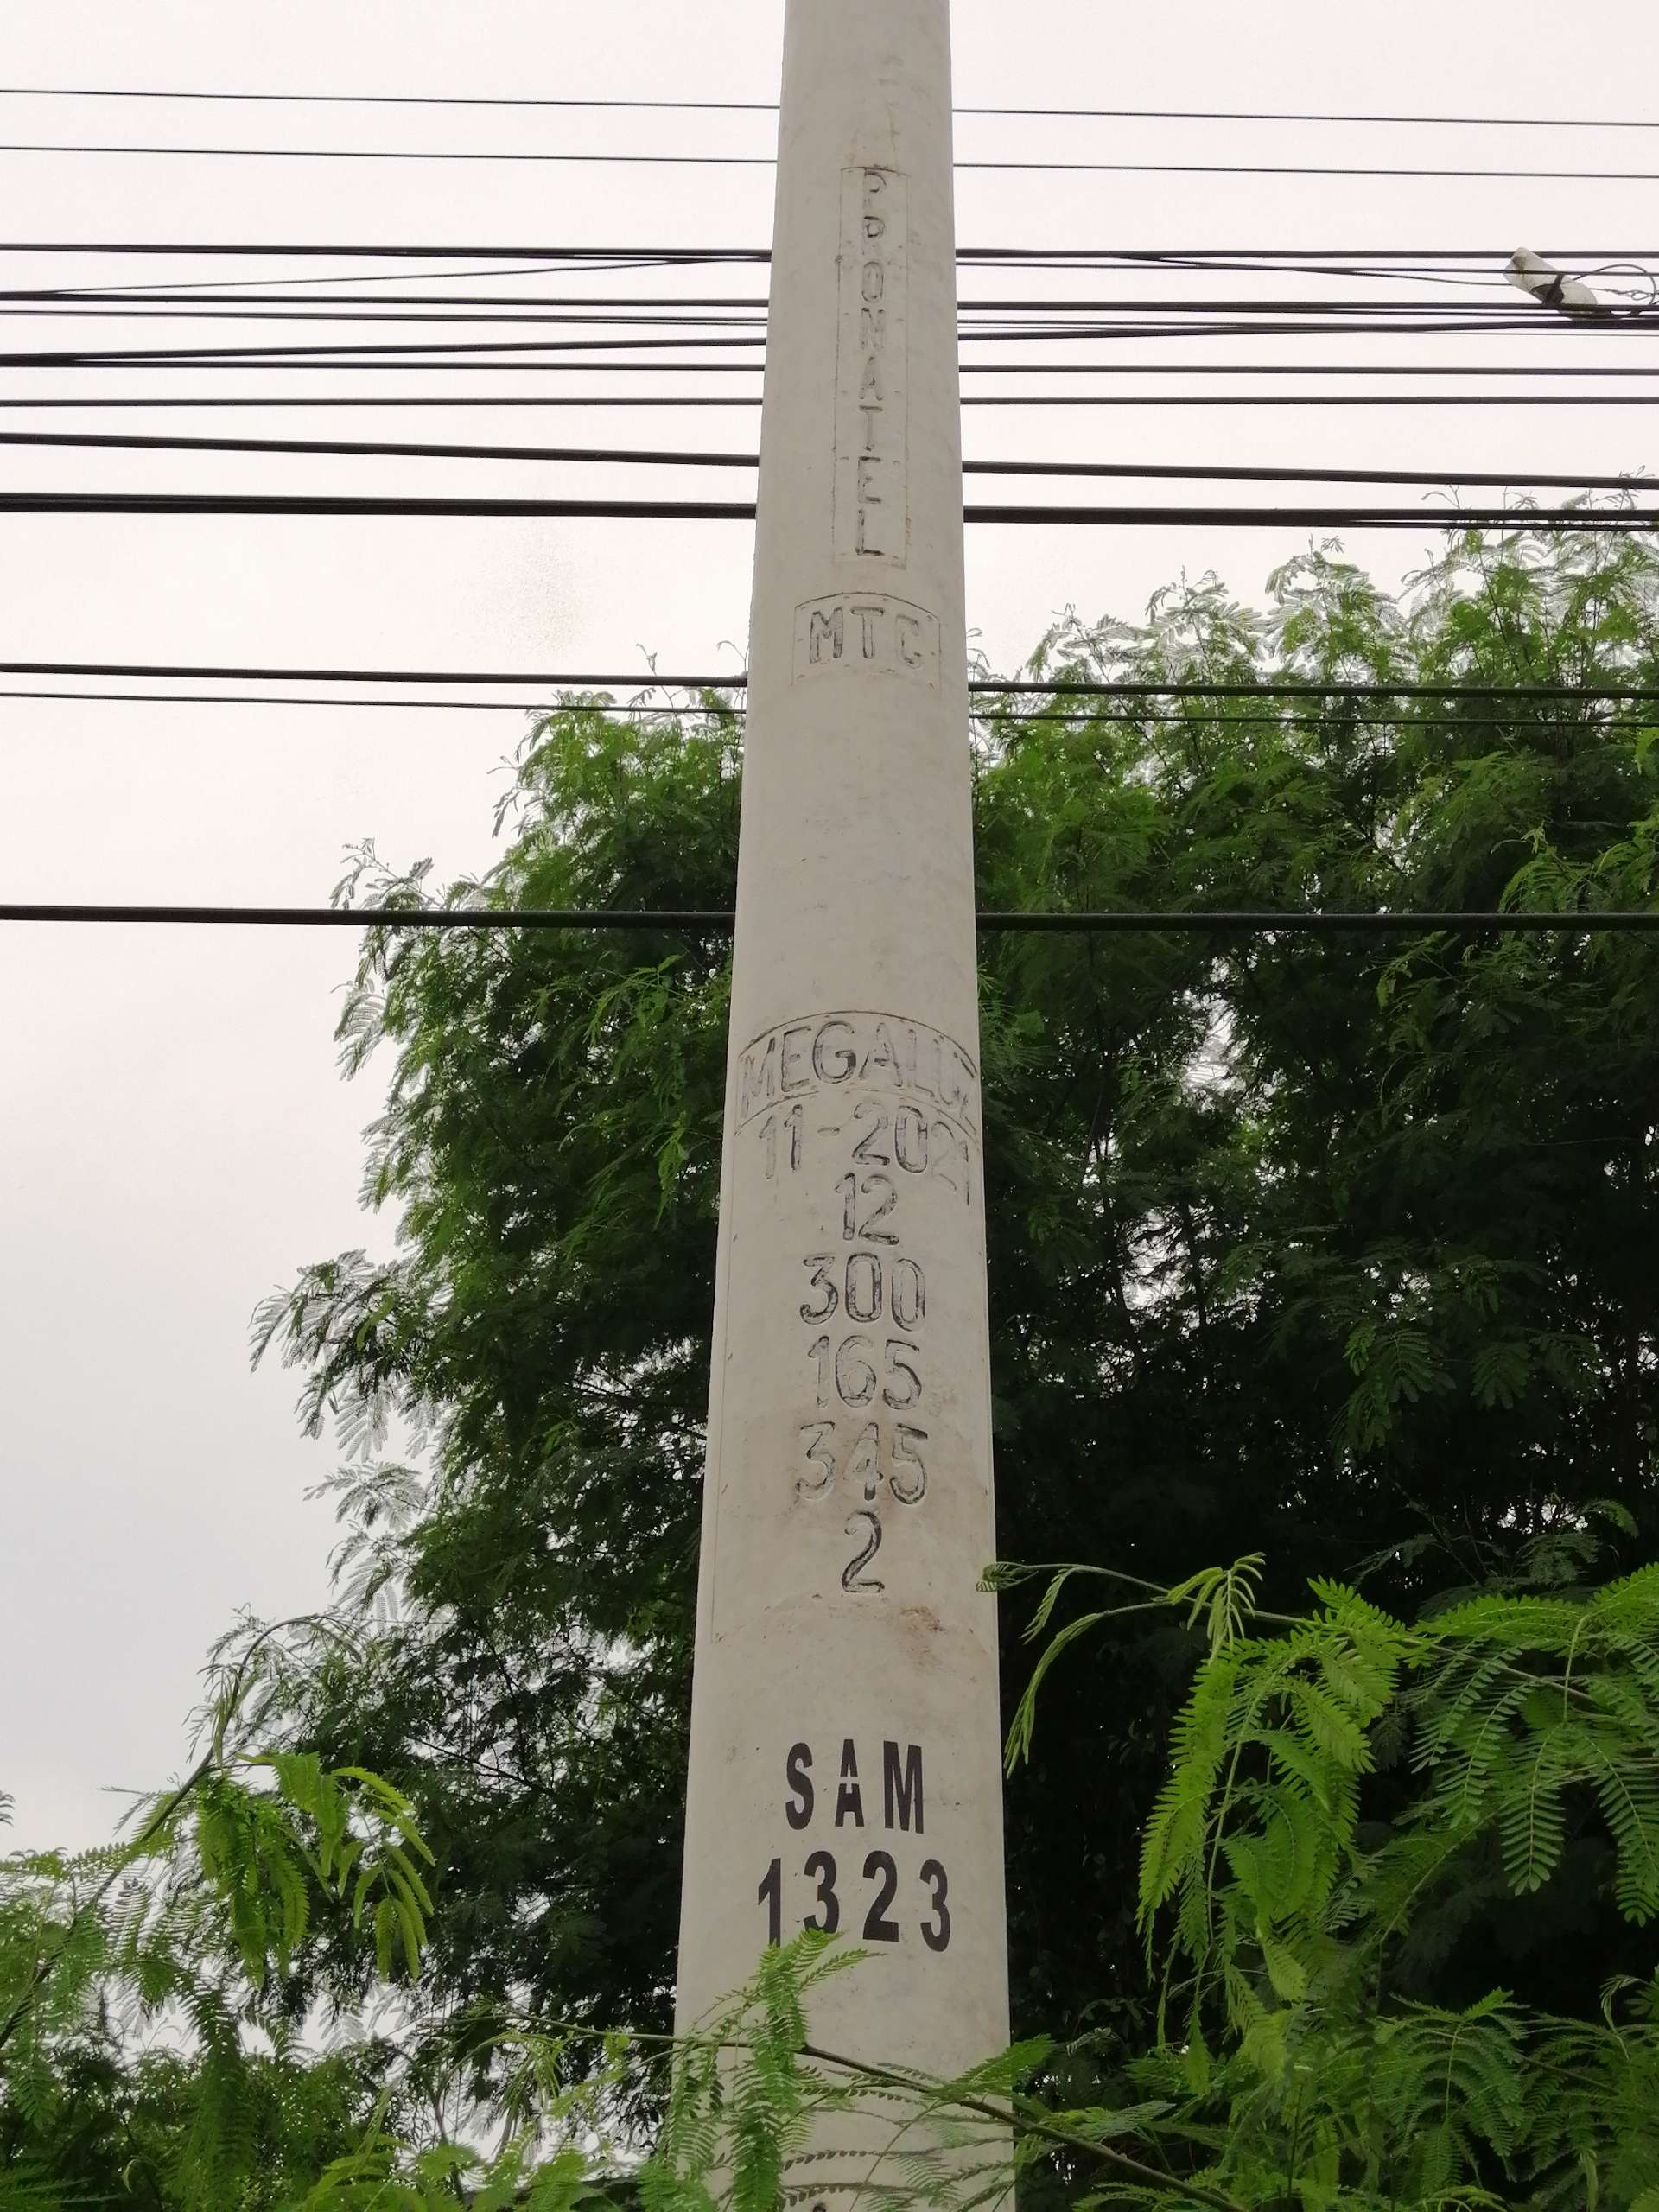 PRONATEL
MTC
MEGALUZ
11-2021
12
300
165
345
2
SAM
1323